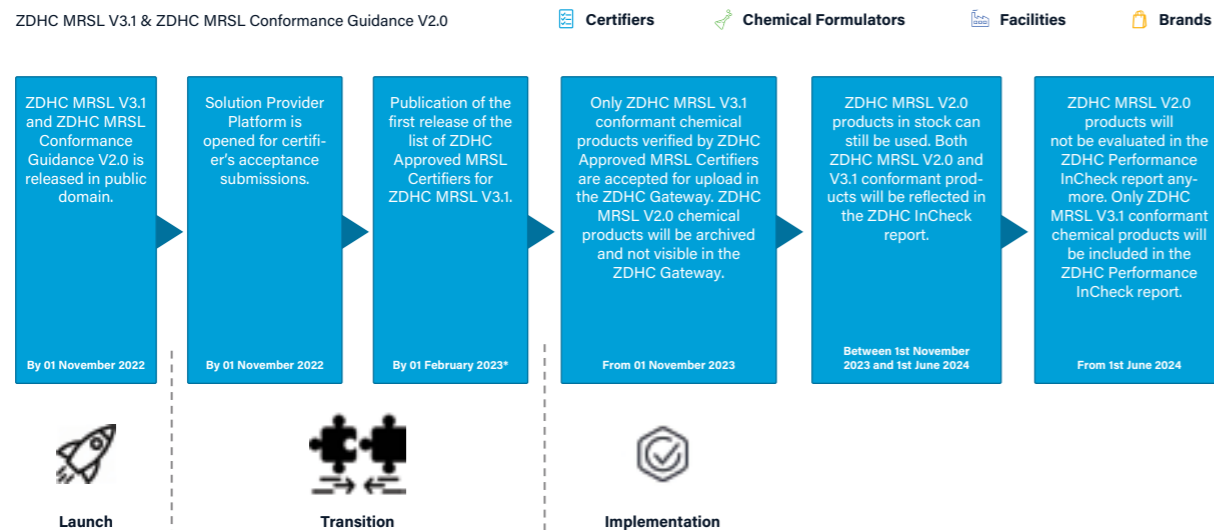 ZDHC MRSL V3.1 & ZDHC MRSL Conformance Guidance V2.0
Certifiers
Chemical Formulators
Facilities
Brands
ZDHC MRSL V3.1
and ZDHC MRSL
Conformance
Guidance V2.0 is
released in public
domain.
By 01 November 2022
Solution Provider
Platform is
opened for certifi-
er's acceptance
submissions.
By 01 November 2022
Publication of the
first release of the
list of ZDHC
Approved MRSL
Certifiers for
ZDHC MRSL V3.1.
By 01 February 2023*
Only ZDHC MRSL V3.1
conformant chemical
products verified by ZDHC
Approved MRSL Certifiers
are accepted for upload in
the ZDHC Gateway. ZDHC
MRSL V2.0 chemical
products will be archived
and not visible in the
ZDHC Gateway.
From 01 November 2023
ZDHC MRSL V2.0
products in stock can
still be used. Both
ZDHC MRSL V2.0 and
V3.1 conformant prod-
ucts will be reflected in
the ZDHC InCheck
report.
Between 1st November
2023 and 1st June 2024
ZDHC MRSL V2.0
products will
not be evaluated in the
ZDHC Performance
InCheck report any-
more. Only ZDHC
MRSL V3.1 conformant
chemical products will
be included in the
ZDHC Performance
InCheck report.
From 1st June 2024
Launch
Transition
Implementation